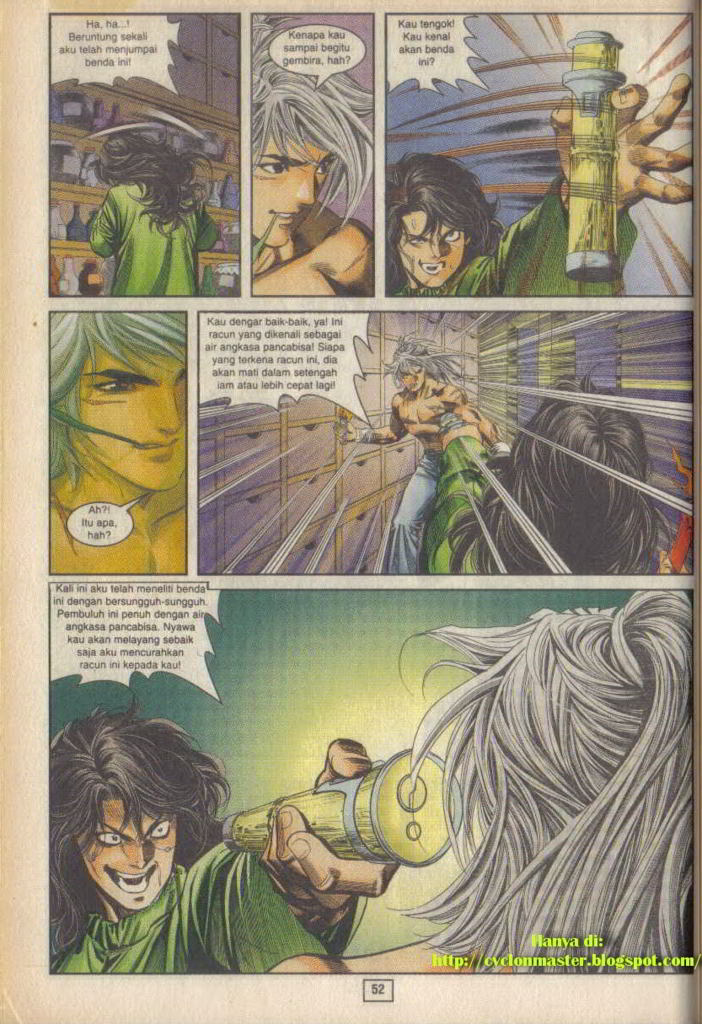 Ha, ha...!
Beruntung sekali
aku telah menjumpai
benda ini!
Kenapa kau
sampai begitu
gembira, hah?
Kau tengok!
Kau kenal
akan benda
ini?
Ah?!
Itu apa,
hah?
Kau dengar baik-baik, ya! Ini
racun yang dikenali sebagai
air angkasa pancabisa! Siapa
yang terkena racun ini, dia
akan mati dalam setengah
jam atau lebih cepat lagi!
Kali ini aku telah meneliti benda
ini dengan bersungguh-sungguh.
Pembuluh ini penuh dengan air
angkasa pancabisa. Nyawa
kau akan melayang sebaik
saja aku mencurahkan
racun ini kepada kau!
Hanya di:
http://cyclonmaster.blogspot.com/
52